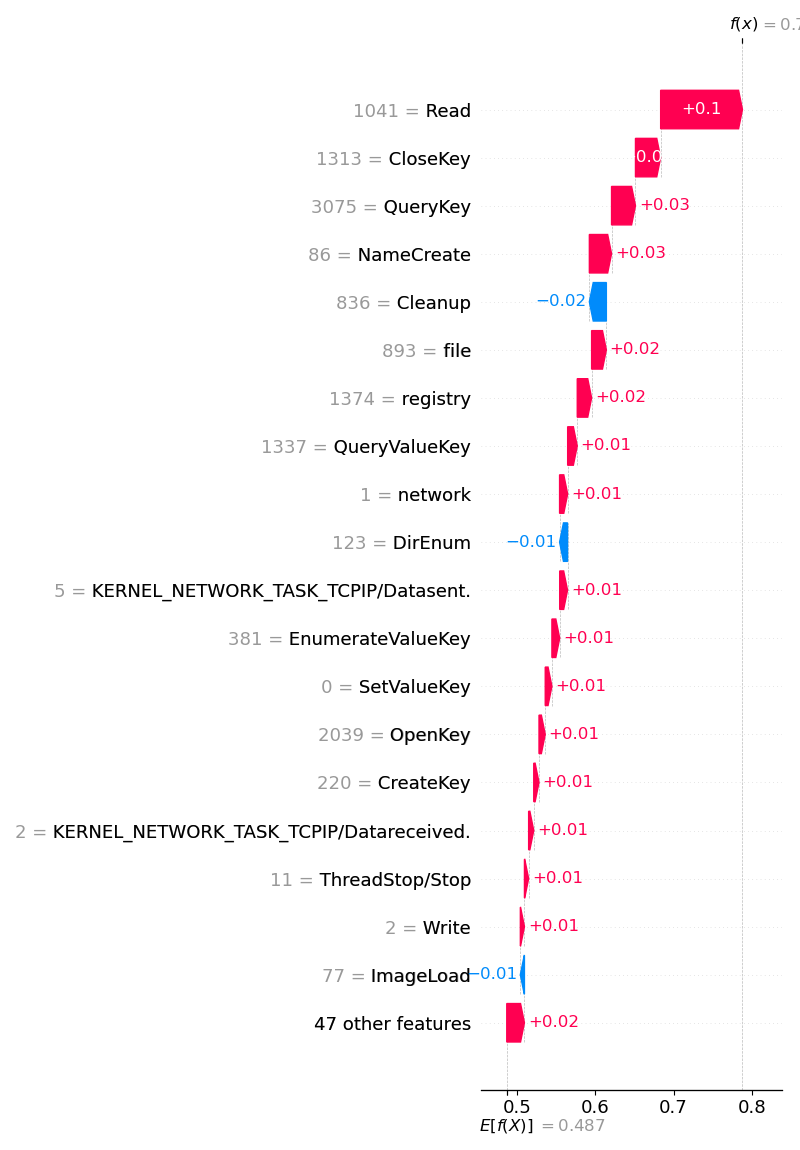 f(x) = 0.7
1041 = Read +0.1
1313 = CloseKey 0.0
3075 = QueryKey +0.03
86 = NameCreate +0.03
836 = Cleanup −0.02
893 = file +0.02
1374 = registry +0.02
1337 = QueryValueKey +0.01
1 = network +0.01
123 = DirEnum −0.01
5 = KERNEL_NETWORK_TASK_TCPIP/Datasent. +0.01
381 = EnumerateValueKey +0.01
0 = SetValueKey +0.01
2039 = OpenKey +0.01
220 = CreateKey +0.01
2 = KERNEL_NETWORK_TASK_TCPIP/Datareceived. +0.01
11 = ThreadStop/Stop +0.01
2 = Write +0.01
77 = ImageLoad −0.01
47 other features +0.02
0.5 0.6 0.7 0.8
E[f(X)] = 0.487